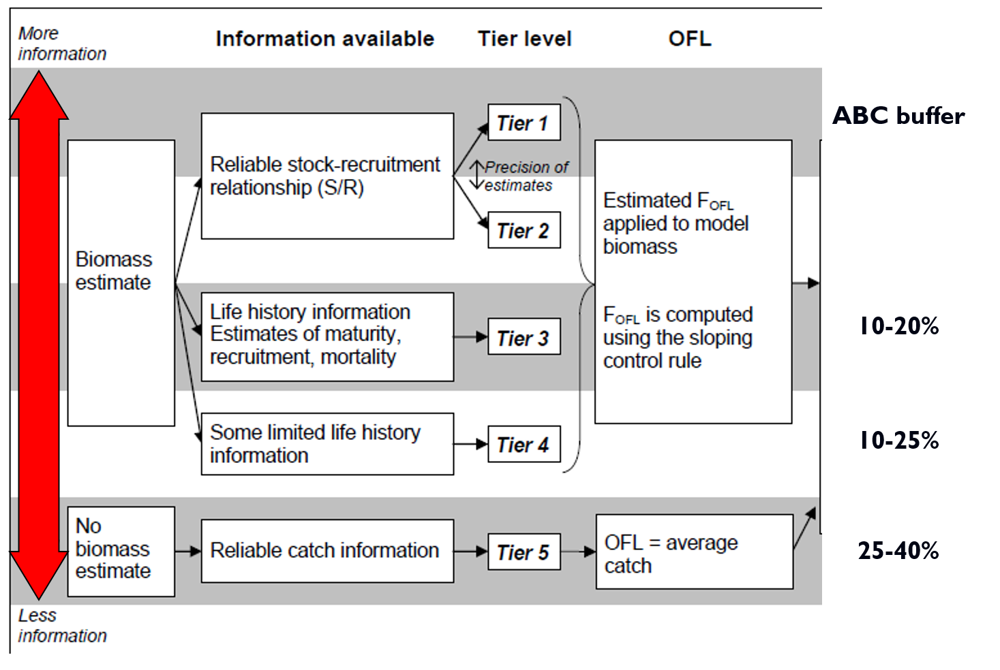 More
information
Information available
Tier level
OFL
ABC buffer
Biomass
estimate
Reliable stock-recruitment
relationship (S/R)
Tier 1
Precision of
estimates
Tier 2
Estimated FOFL
applied to model
biomass
FOFL is computed
using the sloping
control rule
Life history information
Estimates of maturity,
recruitment, mortality
Tier 3
10-20%
Some limited life history
information
Tier 4
10-25%
No
biomass
estimate
Reliable catch information
Tier 5
OFL = average
catch
25-40%
Less
information